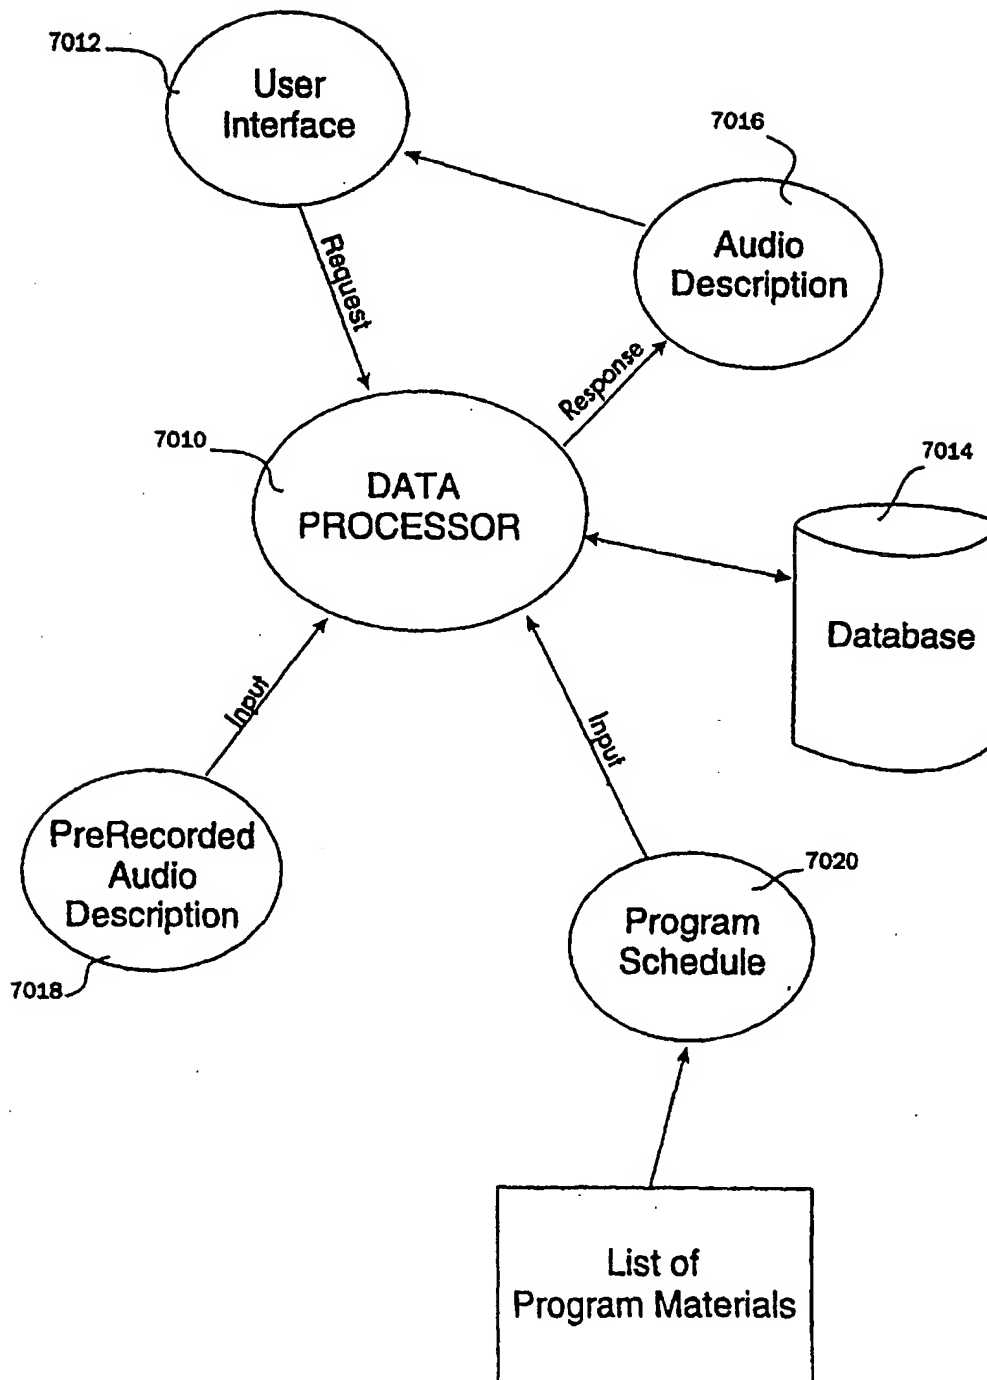 7012
User
Interface
7016
Audio
Description
Request
Response
7010
DATA
PROCESSOR
7014
Database
Input
Input
PreRecorded
Audio
Description
7018
7020
Program
Schedule
List of
Program Materials